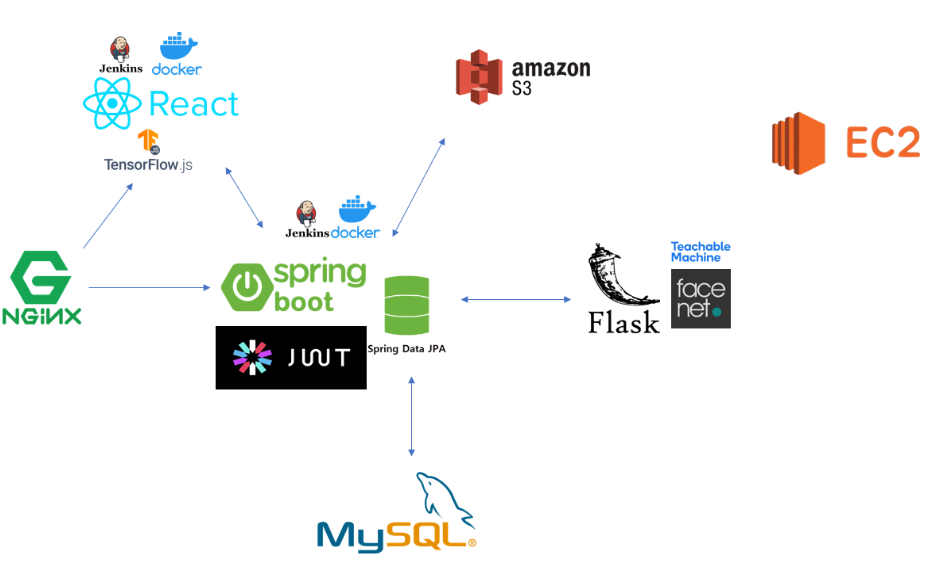 Jenkins
docker
React
TensorFlow.js
amazon
S3
EC2
Jenkins
docker
NGiNX
spring
boot
JWT
Spring Data JPA
Flask
Teachable
Machine
face
net
MySQL®